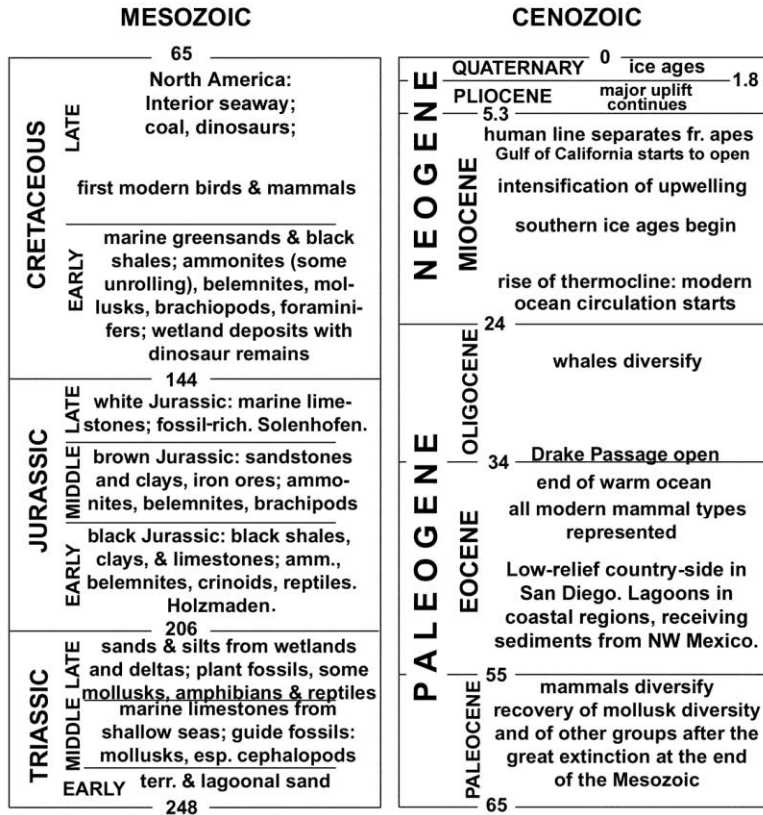 MESOZOIC
65
CRETACEOUS
LATE
North America:
Interior seaway;
coal, dinosaurs;
first modern birds & mammals
EARLY
marine greensands & black
shales; ammonites (some
unrolling), belemnites, mol-
lusks, brachiopods, foramini-
fers; wetland deposits with
dinosaur remains
144
JURASSIC
LATE
white Jurassic: marine lime-
stones; fossil-rich. Solenhofen.
MIDDLE
brown Jurassic: sandstones
and clays, iron ores; ammo-
nites, belemnites, brachipods
EARLY
black Jurassic: black shales,
clays, & limestones; amm.,
belemnites, crinoids, reptiles.
Holzmaden.
206
TRIASSIC
LATE
sands & silts from wetlands
and deltas; plant fossils, some
mollusks, amphibians & reptiles
MIDDLE
marine limestones from
shallow seas; guide fossils:
mollusks, esp. cephalopods
EARLY
terr. & lagoonal sand
248
CENOZOIC
0
NEOGENE
QUATERNARY
ice ages
1.8
PLIOCENE
major uplift
continues
5.3
MIOCENE
human line separates fr. apes
Gulf of California starts to open
intensification of upwelling
southern ice ages begin
rise of thermocline: modern
ocean circulation starts
24
PALEOGENE
OLIGOCENE
whales diversify
Drake Passage open
34
EOCENE
end of warm ocean
all modern mammal types
represented
Low-relief country-side in
San Diego. Lagoons in
coastal regions, receiving
sediments from NW Mexico.
55
PALEOCENE
mammals diversify
recovery of mollusk diversity
and of other groups after the
great extinction at the end
of the Mesozoic
65